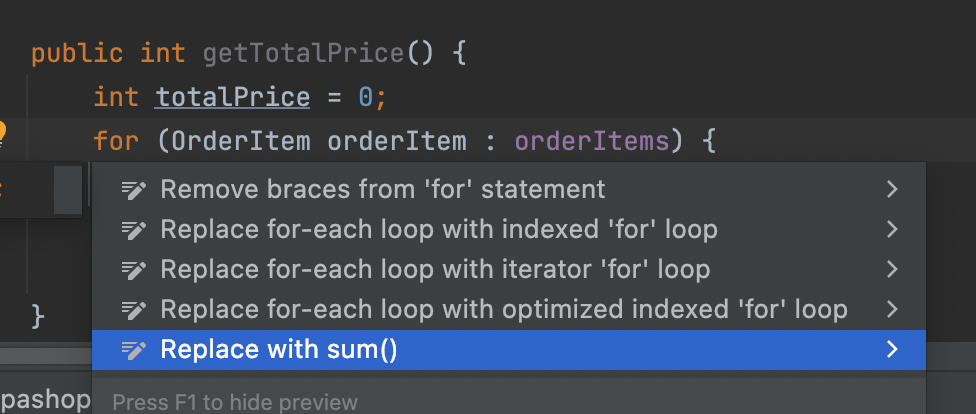 public int getTotalPrice() {
int totalPrice = 0;
for (OrderItem orderItem : orderItems) {
Remove braces from 'for' statement
Replace for-each loop with indexed 'for' loop
Replace for-each loop with iterator 'for' loop
Replace for-each loop with optimized indexed 'for' loop
}
Replace with sum()
pashop
Press F1 to hide preview